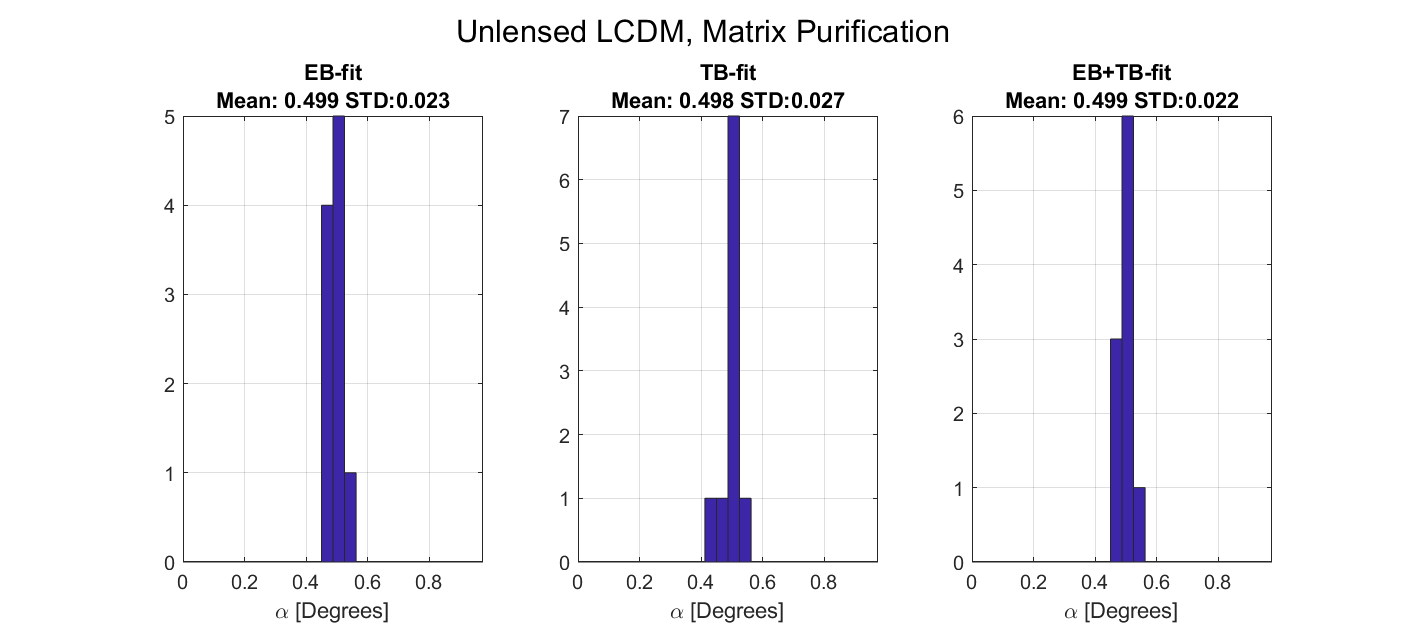 Unlensed LCDM, Matrix Purification
EB-fit
Mean: 0.499 STD:0.023
5
4
3
2
1
0
0 0.2 0.4 0.6 0.8
α [Degrees]
TB-fit
Mean: 0.498 STD:0.027
7
6
5
4
3
2
1
0
0 0.2 0.4 0.6 0.8
α [Degrees]
EB+TB-fit
Mean: 0.499 STD:0.022
6
5
4
3
2
1
0
0 0.2 0.4 0.6 0.8
α [Degrees]